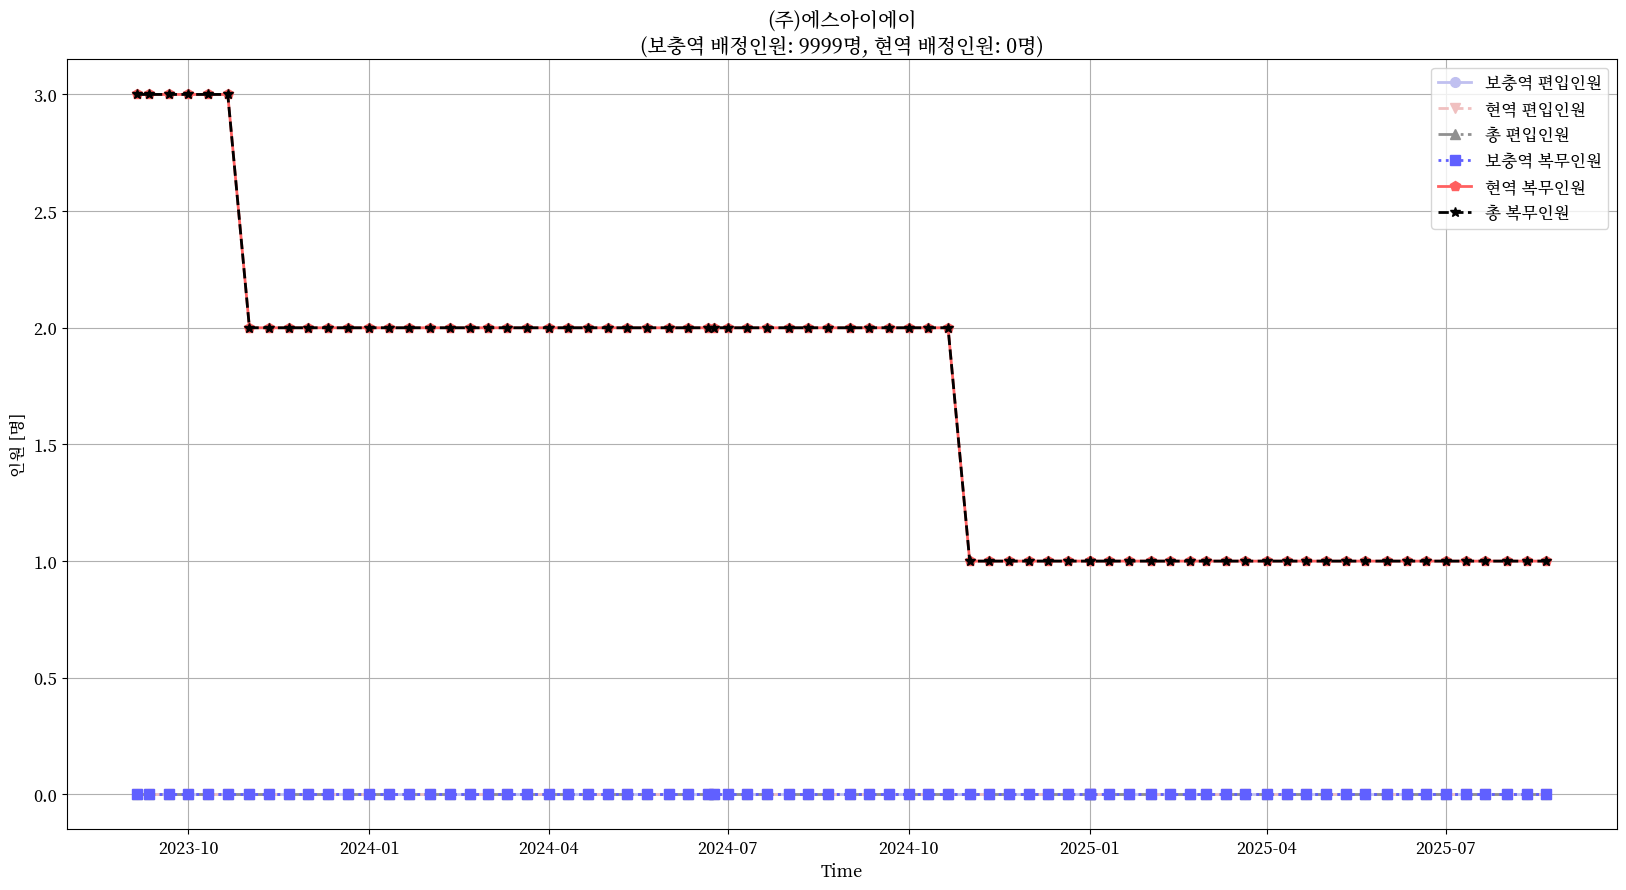 (주)에스아이에이
(보충역 배정인원: 9999명, 현역 배정인원: 0명)
보충역 편입인원
현역 편입인원
총 편입인원
보충역 복무인원
현역 복무인원
총 복무인원
3.0
2.5
2.0
1.5
1.0
0.5
0.0
인원 [명]
2023-10
2024-01
2024-04
2024-07
2024-10
2025-01
2025-04
2025-07
Time